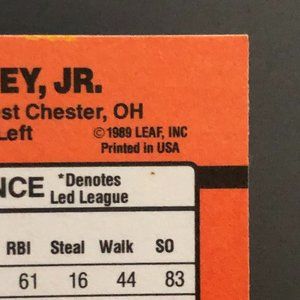 EY, JR.
st Chester, OH
Left
©1989 LEAF, INC
Printed in USA
NCE *Denotes
Led League
RBI Steal Walk SO
61 16 44 83